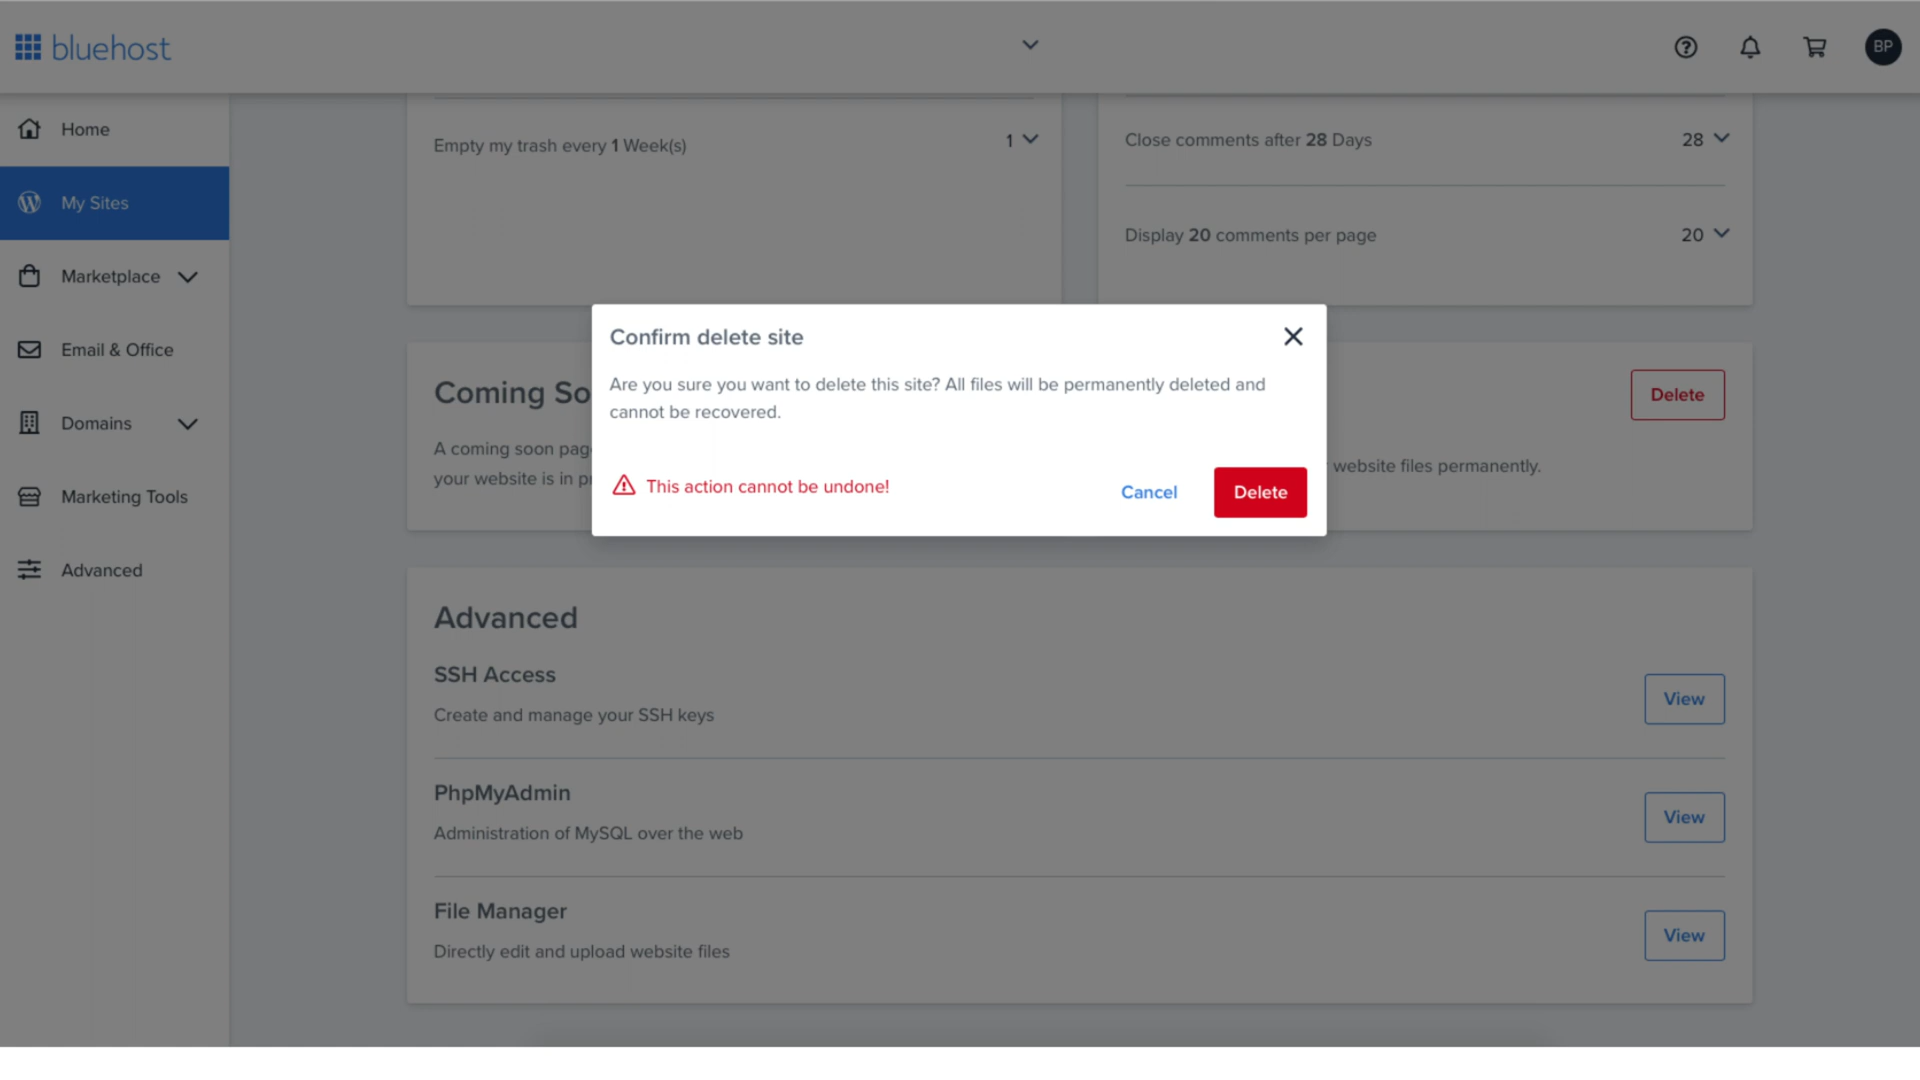 bluehost
BP
Home
My Sites
Marketplace
Email & Office
Domains
Marketing Tools
Advanced
Empty my trash every 1 Week(s)
1
Close comments after 28 Days
28
Display 20 comments per page
20
Confirm delete site
Are you sure you want to delete this site? All files will be permanently deleted and
cannot be recovered.
This action cannot be undone!
Cancel
Delete
Coming So
A coming soon pag
your website is in p
Delete
website files permanently.
Advanced
SSH Access
Create and manage your SSH keys
View
PhpMyAdmin
Administration of MySQL over the web
View
File Manager
Directly edit and upload website files
View